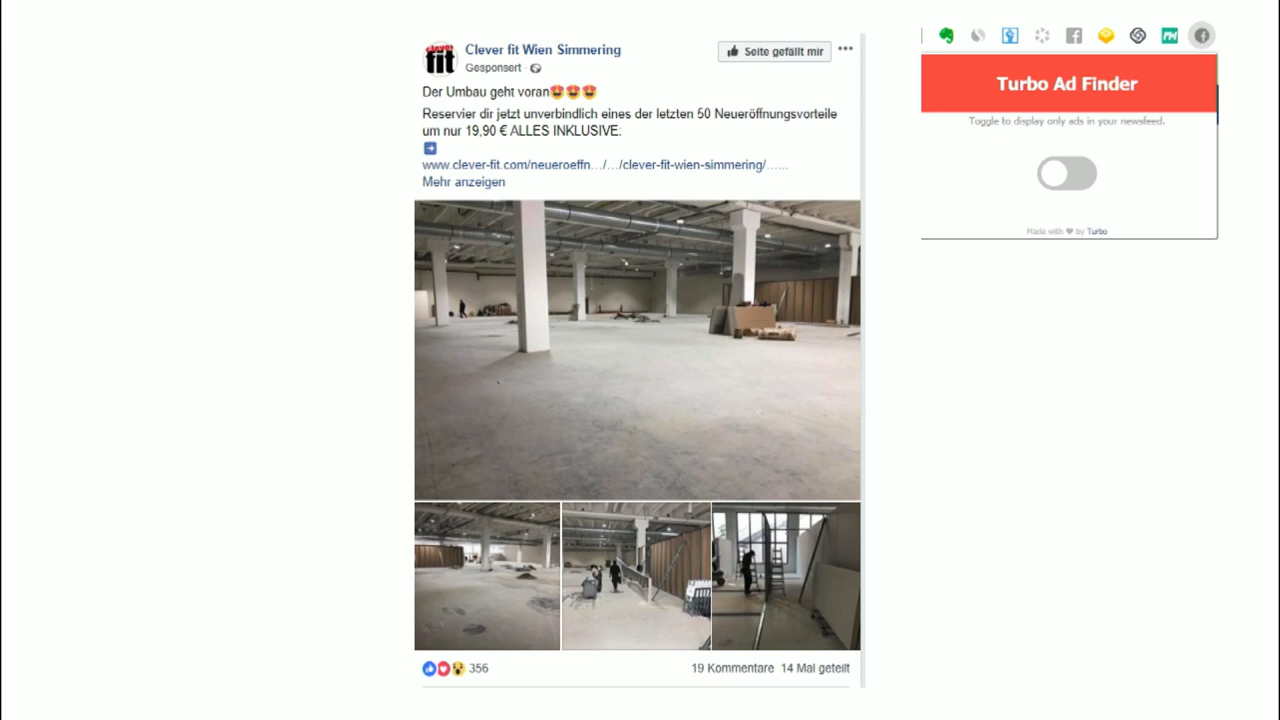 clever fit
Clever fit Wien Simmering
Gesponsert ·
Seite gefällt mir
Der Umbau geht voran😍😍😍
Reservier dir jetzt unverbindlich eines der letzten 50 Neueröffnungsvorteile
um nur 19,90 € ALLES INKLUSIVE:
➡
www.clever-fit.com/neueroeffn…/…/clever-fit-wien-simmering/……
Mehr anzeigen
356
19 Kommentare 14 Mal geteilt
Turbo Ad Finder
Toggle to display only ads in your newsfeed.
Made with ♥ by Turbo